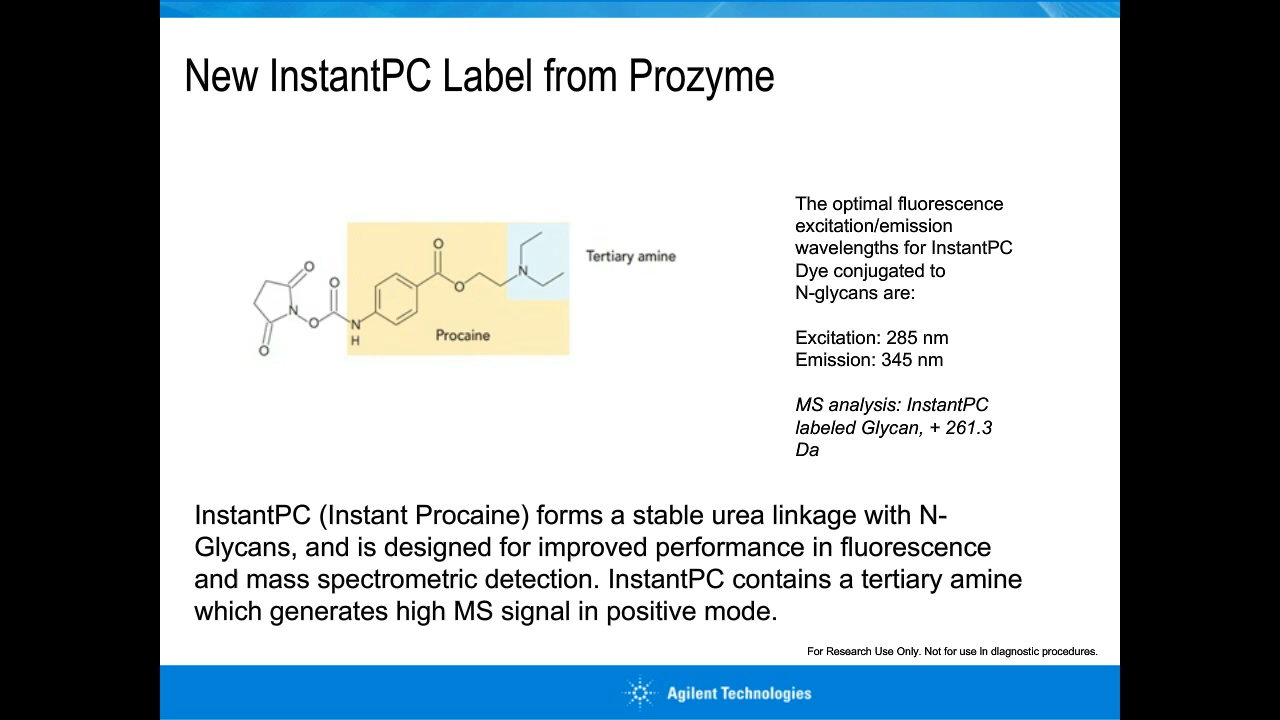 New InstantPC Label from Prozyme
The optimal fluorescence
excitation/emission
wavelengths for InstantPC
Dye conjugated to
N-glycans are:
Excitation: 285 nm
Emission: 345 nm
MS analysis: InstantPC
labeled Glycan, + 261.3
Da
O
O
N
O
O
N
H
O
O
N
Tertiary amine
Procaine
InstantPC (Instant Procaine) forms a stable urea linkage with N-
Glycans, and is designed for improved performance in fluorescence
and mass spectrometric detection. InstantPC contains a tertiary amine
which generates high MS signal in positive mode.
For Research Use Only. Not for use in diagnostic procedures.
Agilent Technologies